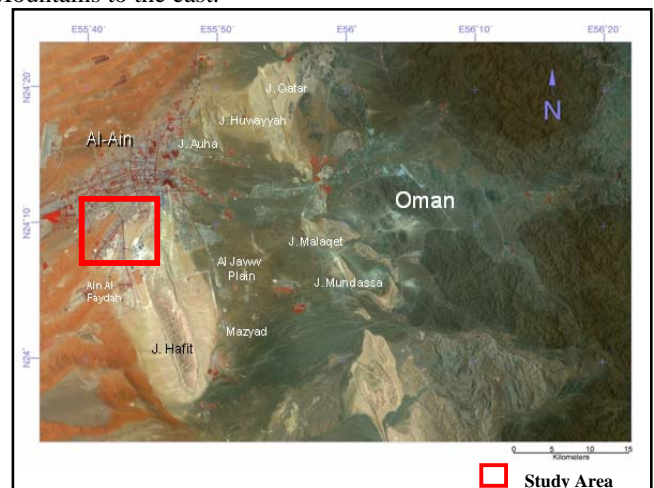 Mountains to the east.
E55°40' E55°50' E56° E56°10' E56°20'
N24°20'
J. Qatar
J. Huwayyah
N
Al-Ain
J. Auha
Oman
N24°10'
J. Malaqet
Al Jaww
Plain
J. Mundassa
Ain Al
Faydah
Mazyad
J. Hafit
N24°
0 5 10 15
Kilometers
Study Area